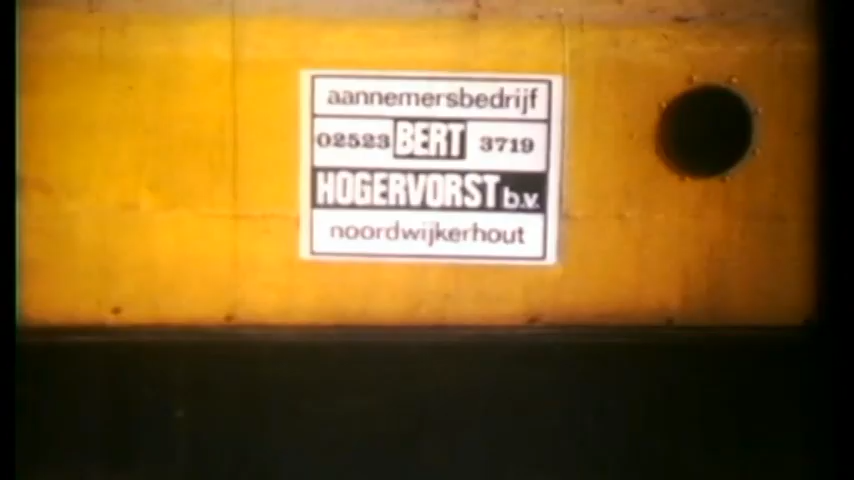 aannemersbedrijf
02523 BERT 3719
HOGERVORST b.v.
noordwijkerhout